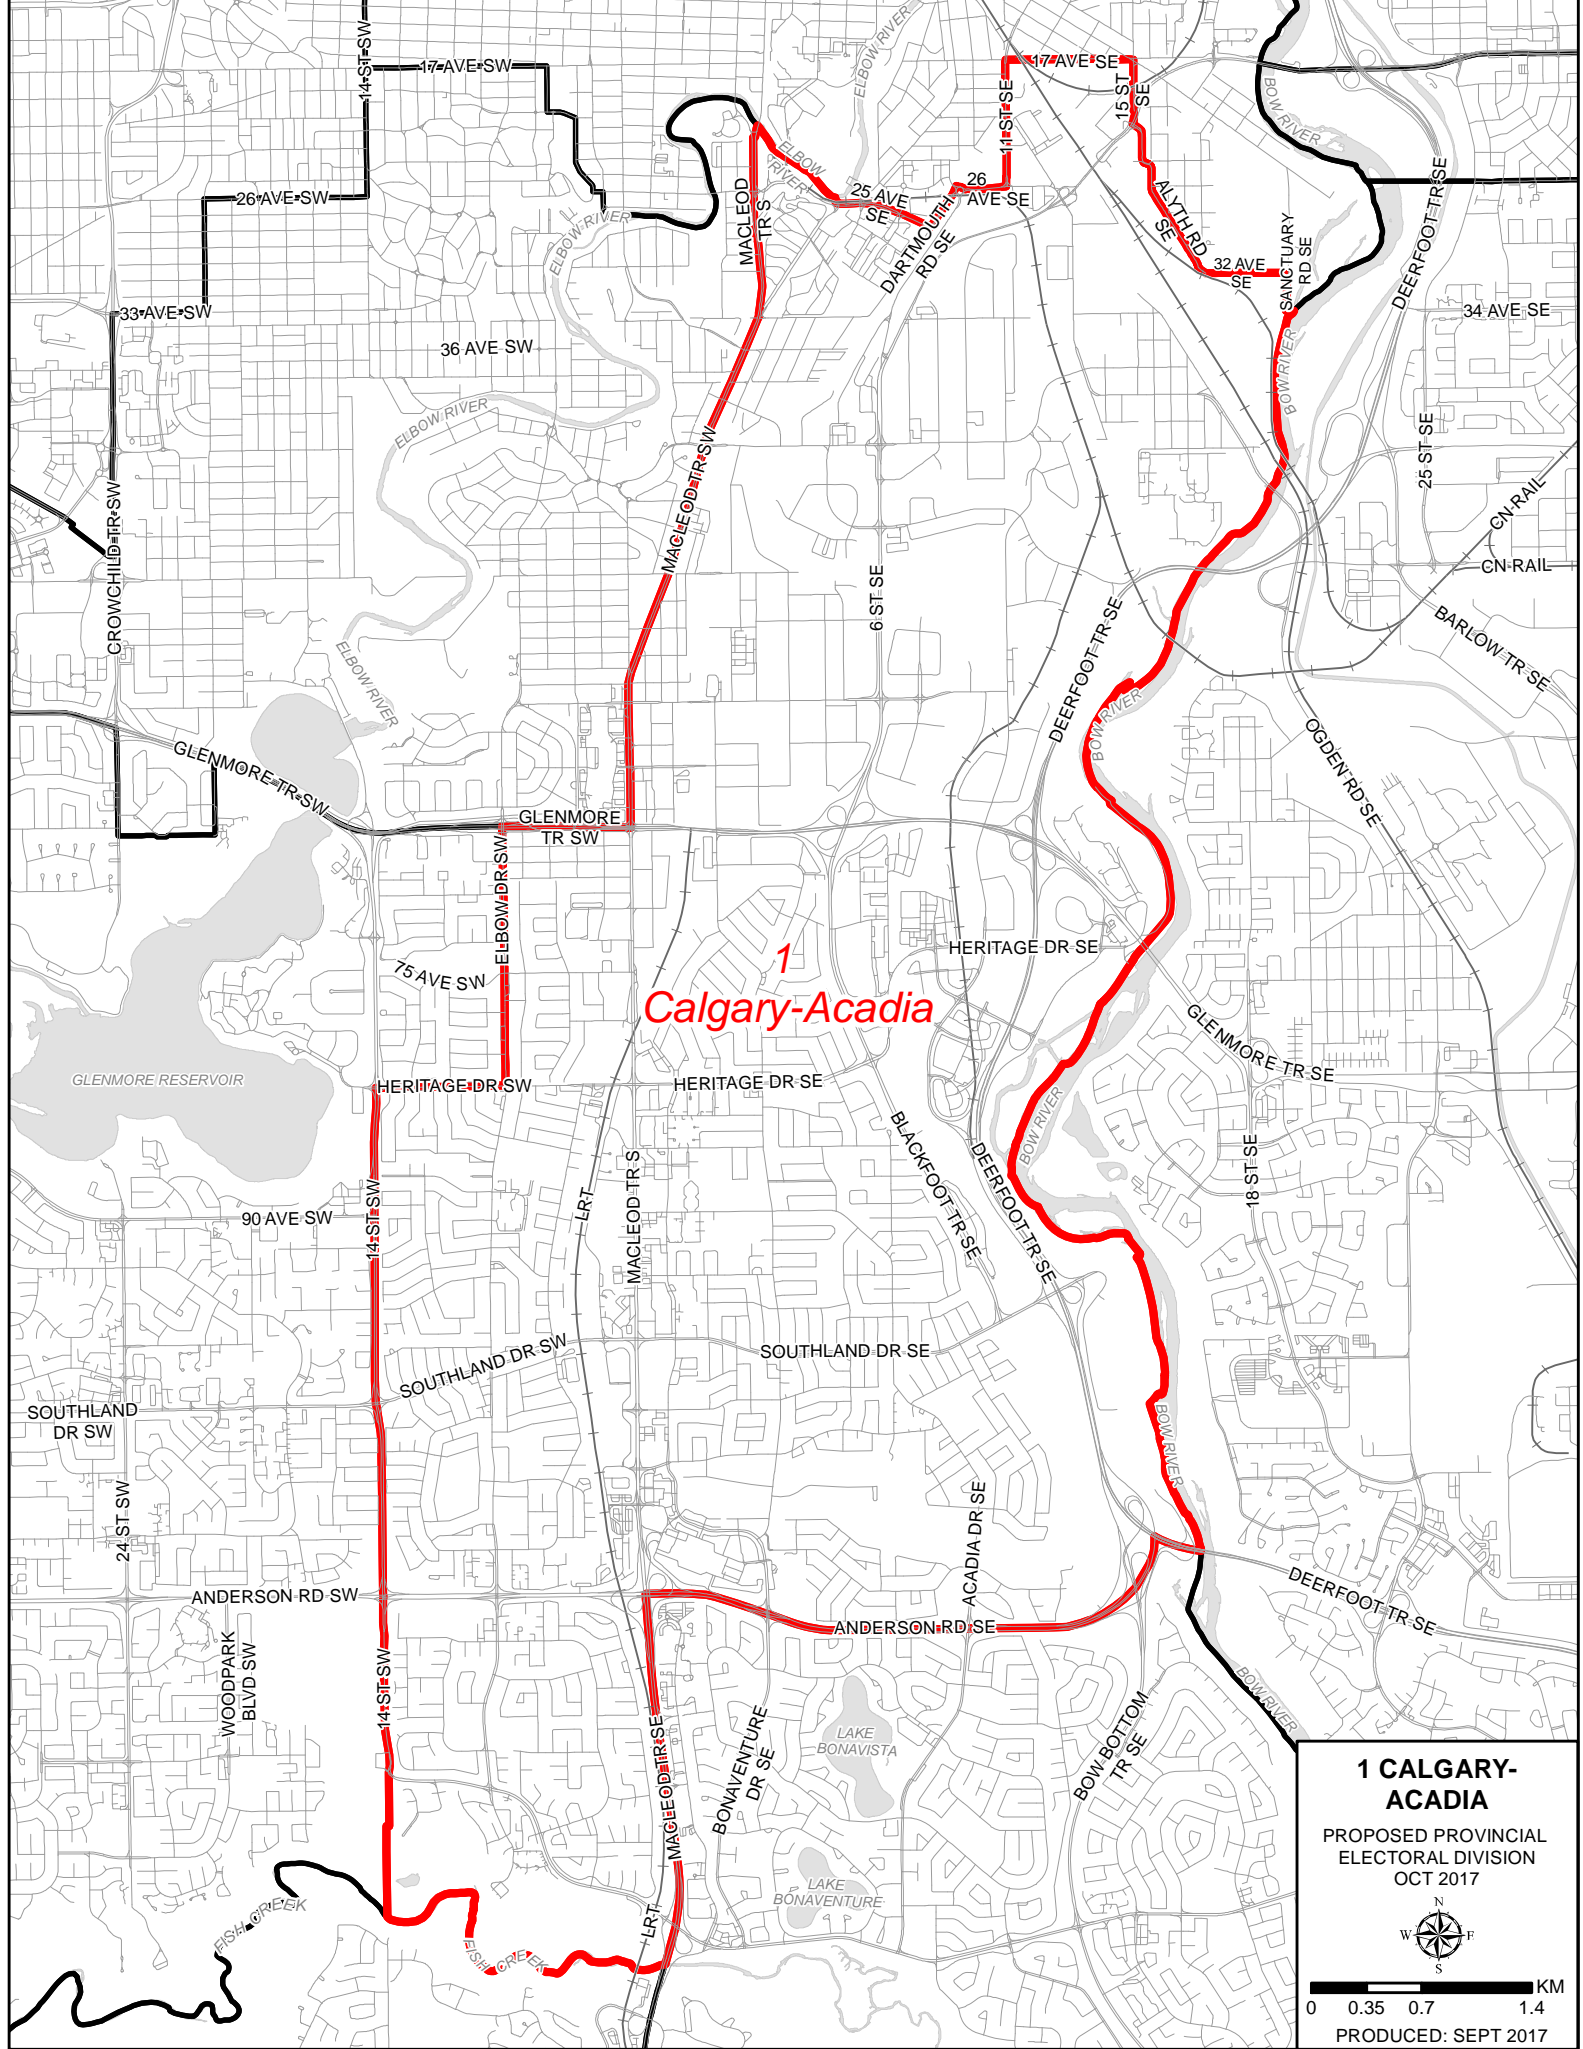 14 ST SW
17 AVE SW
ELBOW RIVER
17 AVE SE
11 ST SE
15 ST
SE
BOW RIVER
DEERFOOT TR SE
26 AVE SW
ELBOW RIVER
MACLEOD
TR S
ELBOW
RIVER
25 AVE
SE
26
AVE SE
DARTMOUTH
RD SE
ALYTH RD
SE
32 AVE
SE
SANCTUARY
RD SE
33 AVE SW
36 AVE SW
34 AVE SE
ELBOW RIVER
BOW RIVER
25 ST SE
CROWCHILD TR SW
MACLEOD TR SW
CN RAIL
CN RAIL
6 ST SE
BARLOW TR SE
ELBOW RIVER
DEERFOOT TR SE
BOW RIVER
OGDEN RD SE
GLENMORE TR SW
GLENMORE
TR SW
ELBOW DR SW
75 AVE SW
HERITAGE DR SE
1
Calgary-Acadia
GLENMORE TR SE
GLENMORE RESERVOIR
HERITAGE DR SW
HERITAGE DR SE
BOW RIVER
BLACKFOOT TR SE
DEERFOOT TR SE
18 ST SE
90 AVE SW
14 ST SW
LRT
MACLEOD TR S
SOUTHLAND DR SW
SOUTHLAND DR SE
SOUTHLAND
DR SW
BOW RIVER
24 ST SW
ACADIA DR SE
ANDERSON RD SW
ANDERSON RD SE
DEERFOOT TR SE
WOODPARK
BLVD SW
14 ST SW
MACLEOD TR SE
BONAVENTURE
DR SE
LAKE
BONAVISTA
BOW BOTTOM
TR SE
BOW RIVER
LAKE
BONAVENTURE
FISH CREEK
FISH CREEK
LRT
1 CALGARY-
ACADIA
PROPOSED PROVINCIAL
ELECTORAL DIVISION
OCT 2017
N
W E
S
KM
0 0.35 0.7 1.4
PRODUCED: SEPT 2017